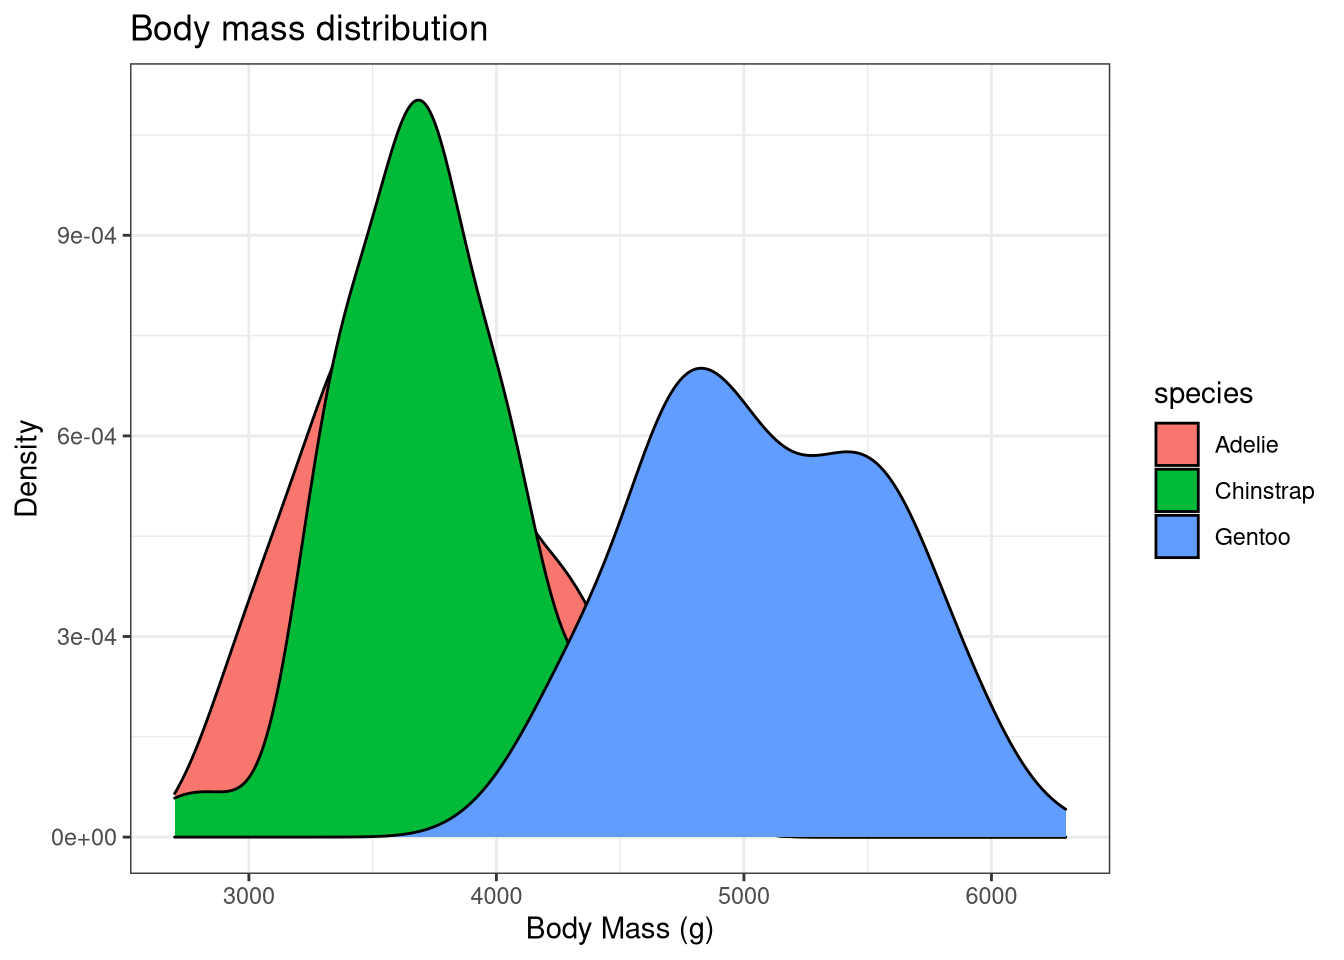 Body mass distribution
Density
9e-04
6e-04
3e-04
0e+00
3000 4000 5000 6000
Body Mass (g)
species
Adelie
Chinstrap
Gentoo